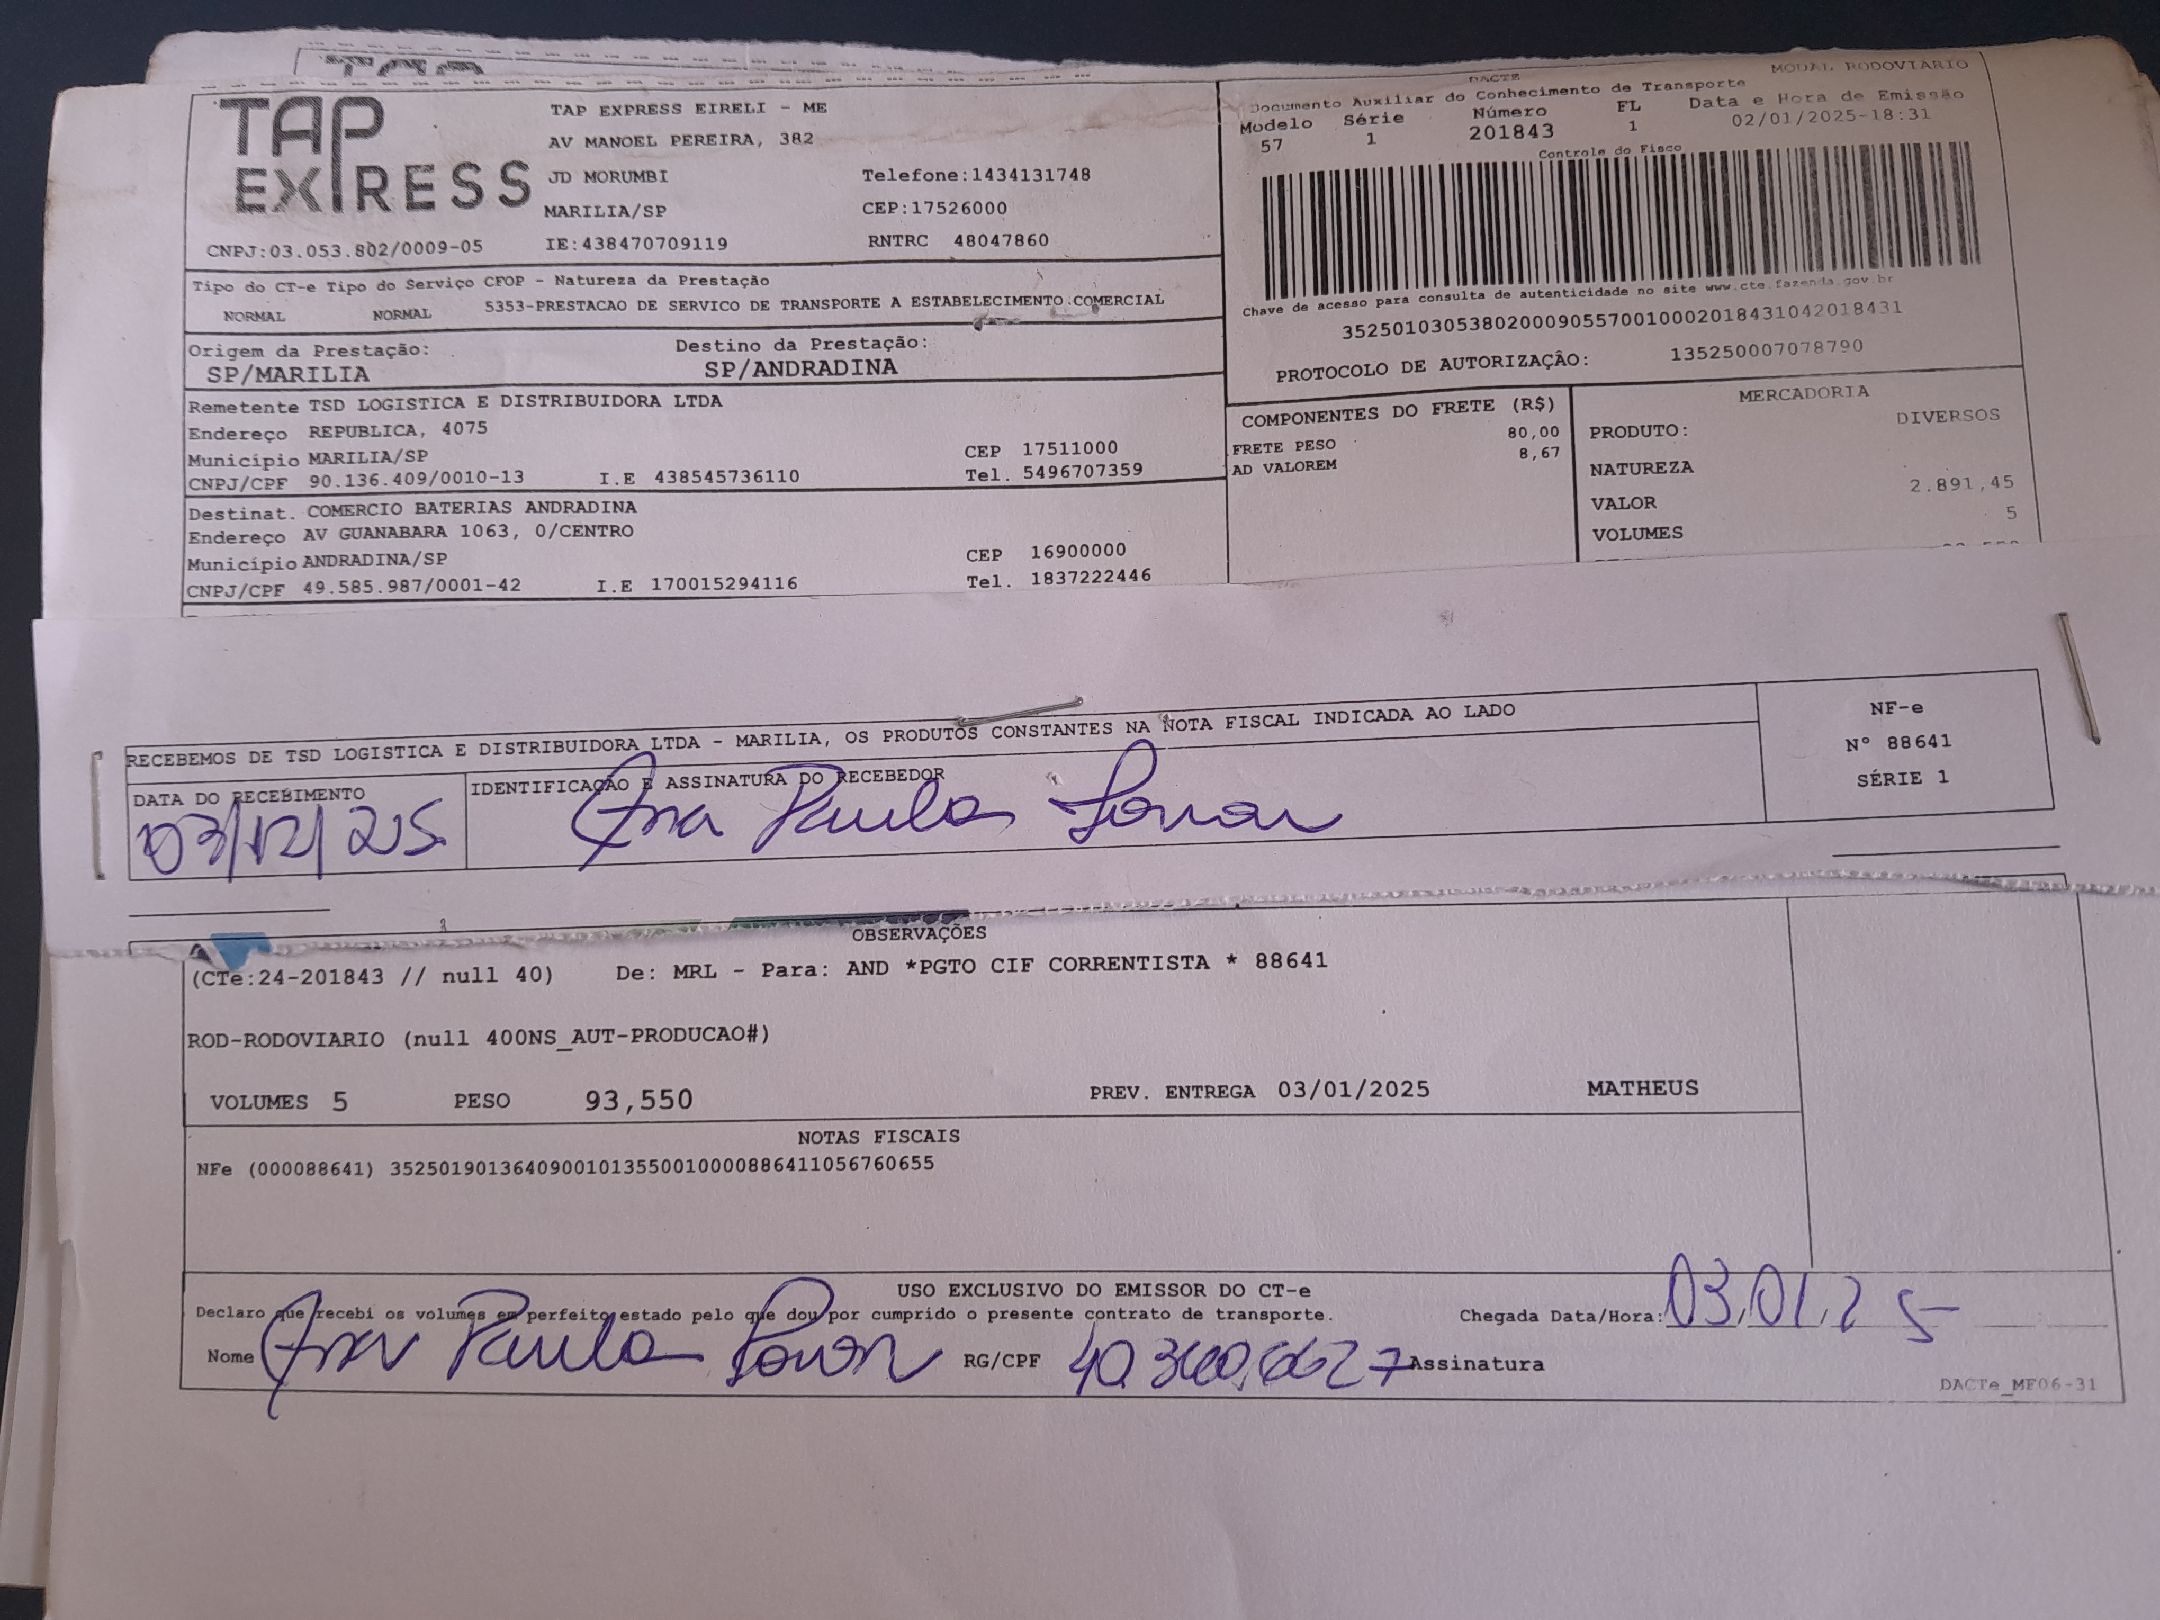 TAP EXPRESS
TAP EXPRESS EIRELI - ME
AV MANOEL PEREIRA, 382
JD MORUMBI Telefone:1434131748
MARILIA/SP CEP:17526000
CNPJ:03.053.802/0009-05 IE:438470709119 RNTRC 48047860
DACTE MODAL RODOVIARIO
Documento Auxiliar do Conhecimento de Transporte
Modelo Série Número FL Data e Hora de Emissão
57 1 201843 1 02/01/2025-18:31
Controle do Fisco
Chave de acesso para consulta de autenticidade no site www.cte.fazenda.gov.br
35250103053802000905570010002018431042018431
PROTOCOLO DE AUTORIZAÇÂO: 135250007078790
Tipo do CT-e Tipo do Serviço CFOP - Natureza da Prestação
NORMAL NORMAL 5353-PRESTACAO DE SERVICO DE TRANSPORTE A ESTABELECIMENTO COMERCIAL
Origem da Prestação: Destino da Prestação:
SP/MARILIA SP/ANDRADINA
Remetente TSD LOGISTICA E DISTRIBUIDORA LTDA
Endereço REPUBLICA, 4075
Município MARILIA/SP CEP 17511000
CNPJ/CPF 90.136.409/0010-13 I.E 438545736110 Tel. 5496707359
Destinat. COMERCIO BATERIAS ANDRADINA
Endereço AV GUANABARA 1063, 0/CENTRO
Município ANDRADINA/SP CEP 16900000
CNPJ/CPF 49.585.987/0001-42 I.E 170015294116 Tel. 1837222446
COMPONENTES DO FRETE (R$)
FRETE PESO 80,00
AD VALOREM 8,67
MERCADORIA
PRODUTO: DIVERSOS
NATUREZA
VALOR 2.891,45
VOLUMES 5
RECEBEMOS DE TSD LOGISTICA E DISTRIBUIDORA LTDA - MARILIA, OS PRODUTOS CONSTANTES NA NOTA FISCAL INDICADA AO LADO
DATA DO RECEBIMENTO IDENTIFICAÇÃO E ASSINATURA DO RECEBEDOR
Ana Paula
NF-e
N° 88641
SÉRIE 1
OBSERVAÇÕES
(CTe:24-201843 // null 40) De: MRL - Para: AND *PGTO CIF CORRENTISTA * 88641
ROD-RODOVIARIO (null 400NS_AUT-PRODUCAO#)
VOLUMES 5 PESO 93,550 PREV. ENTREGA 03/01/2025 MATHEUS
NOTAS FISCAIS
NFe (000088641) 35250190136409001013550010000886411056760655
USO EXCLUSIVO DO EMISSOR DO CT-e
Declaro que recebi os volumes em perfeito estado pelo que dou por cumprido o presente contrato de transporte. Chegada Data/Hora: 03.01.25
Nome Ana Paula RG/CPF Assinatura
DACTe_MF06-31